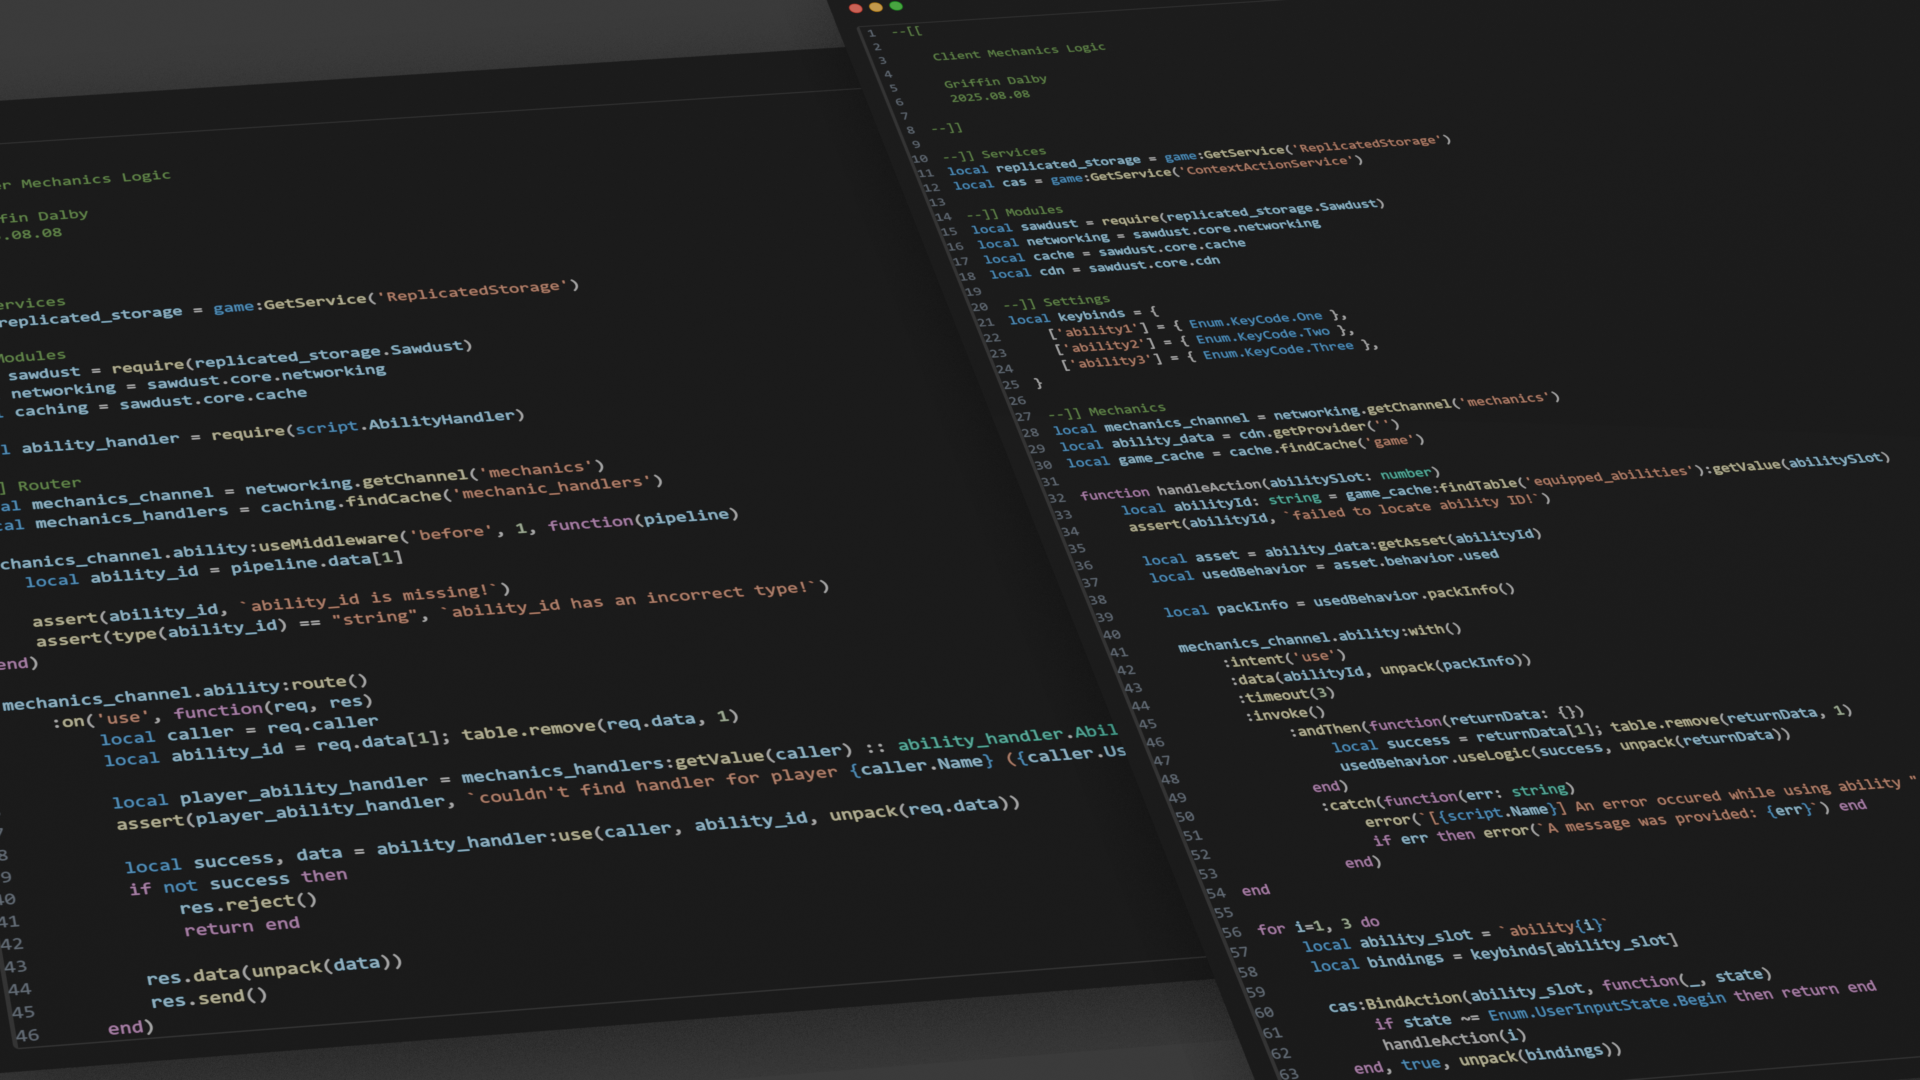 Mechanics Logic
Dalby
.08.08
replicated_storage = game:GetService('ReplicatedStorage')
sawdust = require(replicated_storage.Sawdust)
networking = sawdust.core.networking
caching = sawdust.core.cache
ability_handler = require(script.AbilityHandler)
] Router
mechanics_channel = networking.getChannel('mechanics')
mechanics_handlers = caching.findCache('mechanic_handlers')
chanics_channel.ability:useMiddleware('before', 1, function(pipeline)
local ability_id = pipeline.data[1]
assert(ability_id, `ability_id is missing!`)
assert(type(ability_id) == "string", `ability_id has an incorrect type!`)
end)
mechanics_channel.ability:route()
:on('use', function(req, res)
local caller = req.caller
local ability_id = req.data[1]; table.remove(req.data, 1)
local player_ability_handler = mechanics_handlers:getValue(caller) :: ability_handler.Abil
assert(player_ability_handler, `couldn't find handler for player {caller.Name} ({caller.Us
local success, data = ability_handler:use(caller, ability_id, unpack(req.data))
if not success then
res.reject()
41 return end
42
43 res.data(unpack(data))
44 res.send()
45
46 end)
1 --[[
2
3 Client Mechanics Logic
4
5 Griffin Dalby
6 2025.08.08
7
8 --]]
9
10 --]] Services
11 local replicated_storage = game:GetService('ReplicatedStorage')
12 local cas = game:GetService('ContextActionService')
13
14 --]] Modules
15 local sawdust = require(replicated_storage.Sawdust)
16 local networking = sawdust.core.networking
17 local cache = sawdust.core.cache
18 local cdn = sawdust.core.cdn
19
20 --]] Settings
21 local keybinds = {
22 ['ability1'] = { Enum.KeyCode.One },
23 ['ability2'] = { Enum.KeyCode.Two },
24 ['ability3'] = { Enum.KeyCode.Three },
25 }
26
27 --]] Mechanics
28 local mechanics_channel = networking.getChannel('mechanics')
29 local ability_data = cdn.getProvider('')
30 local game_cache = cache.findCache('game')
31
32 function handleAction(abilitySlot: number)
33 local abilityId: string = game_cache:findTable('equipped_abilities'):getValue(abilitySlot)
34 assert(abilityId, `failed to locate ability ID!`)
35
36 local asset = ability_data:getAsset(abilityId)
37 local usedBehavior = asset.behavior.used
38
39 local packInfo = usedBehavior.packInfo()
40
41 mechanics_channel.ability:with()
42 :intent('use')
43 :data(abilityId, unpack(packInfo))
44 :timeout(3)
45 :invoke()
46 :andThen(function(returnData: {})
47 local success = returnData[1]; table.remove(returnData, 1)
48 usedBehavior.useLogic(success, unpack(returnData))
49 end)
50 :catch(function(err: string)
51 error(`[{script.Name}] An error occured while using ability "
52 if err then error(`A message was provided: {err}`) end
53 end)
54 end
55
56 for i=1, 3 do
57 local ability_slot = `ability{i}`
58 local bindings = keybinds[ability_slot]
59
60 cas:BindAction(ability_slot, function(_, state)
61 if state ~= Enum.UserInputState.Begin then return end
62 handleAction(i)
63 end, true, unpack(bindings))